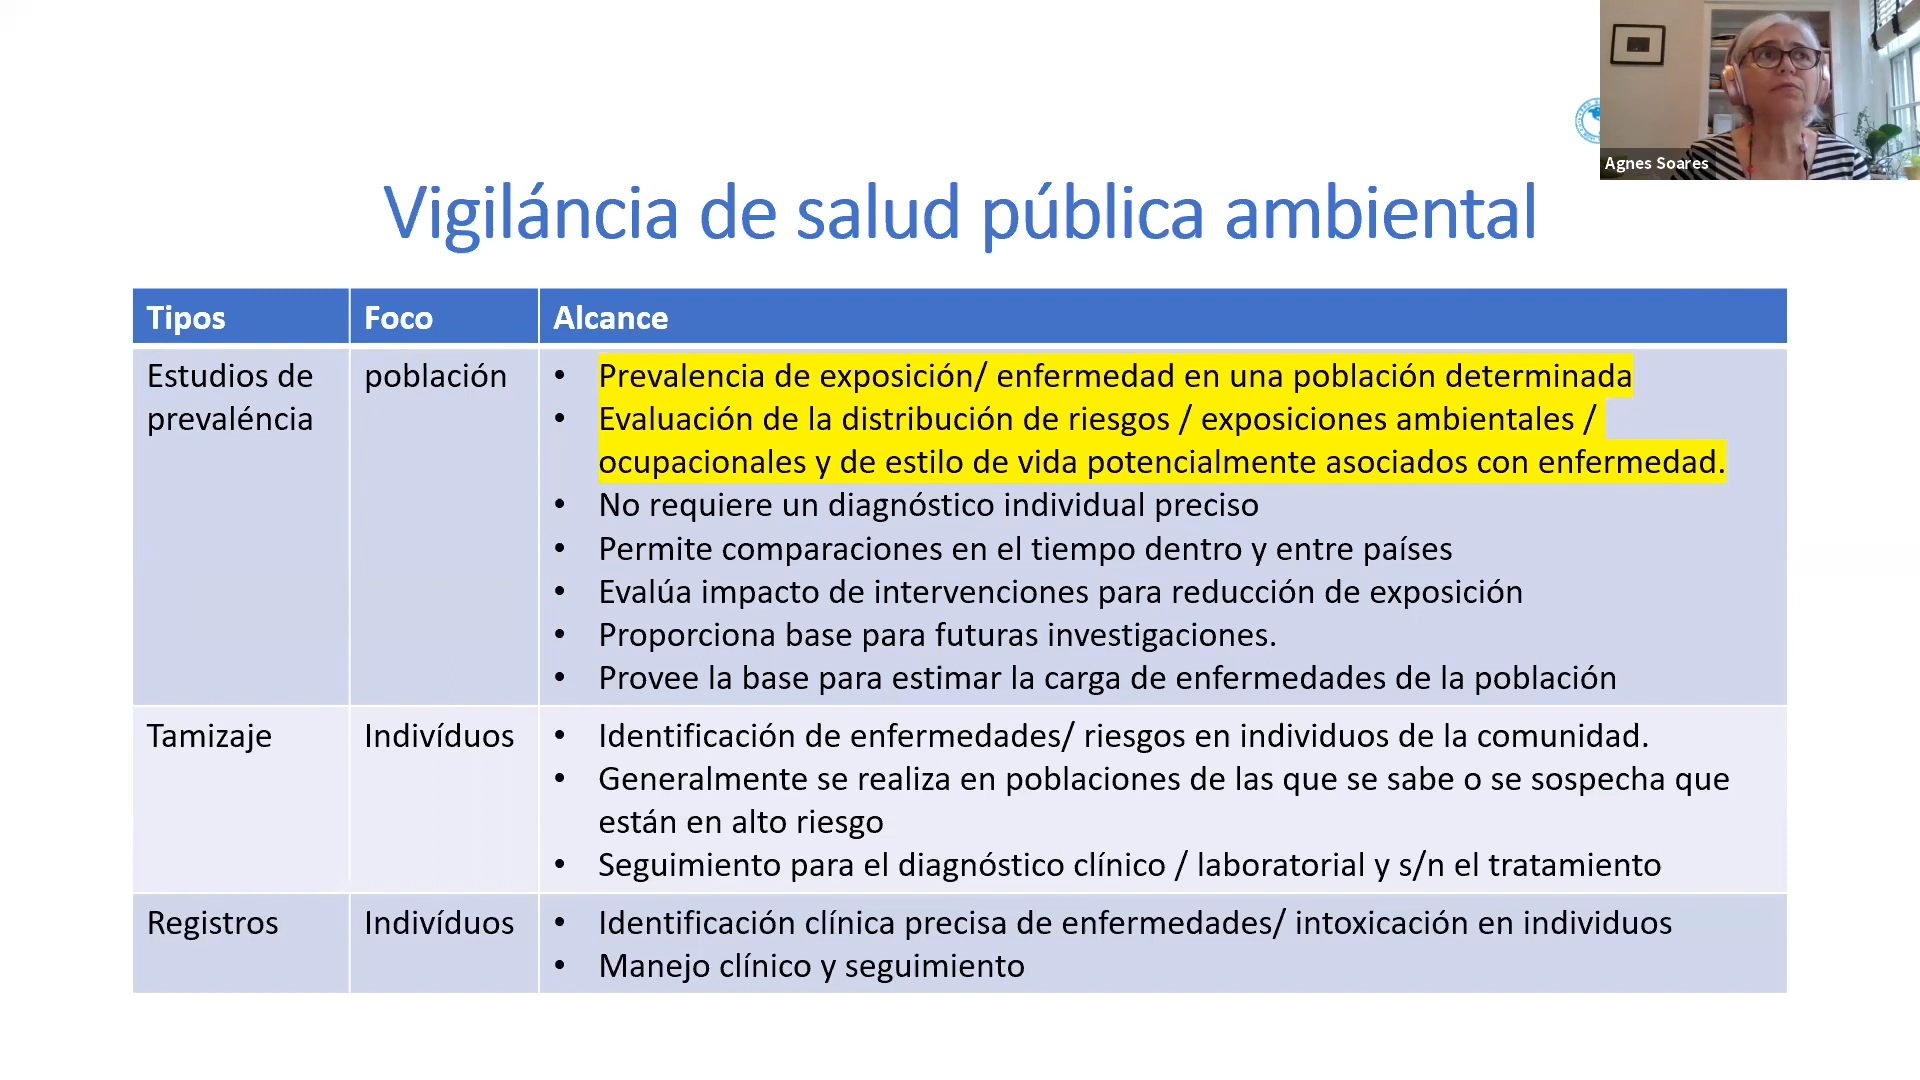 Agnes Soares
Vigiláncia de salud pública ambiental
Tipos
Foco
Alcance
Estudios de
prevaléncia
población
• Prevalencia de exposición/ enfermedad en una población determinada
• Evaluación de la distribución de riesgos / exposiciones ambientales /
ocupacionales y de estilo de vida potencialmente asociados con enfermedad.
• No requiere un diagnóstico individual preciso
• Permite comparaciones en el tiempo dentro y entre países
• Evalúa impacto de intervenciones para reducción de exposición
• Proporciona base para futuras investigaciones.
• Provee la base para estimar la carga de enfermedades de la población
Tamizaje
Indivíduos
• Identificación de enfermedades/ riesgos en individuos de la comunidad.
• Generalmente se realiza en poblaciones de las que se sabe o se sospecha que
están en alto riesgo
• Seguimiento para el diagnóstico clínico / laboratorial y s/n el tratamiento
Registros
Indivíduos
• Identificación clínica precisa de enfermedades/ intoxicación en individuos
• Manejo clínico y seguimiento